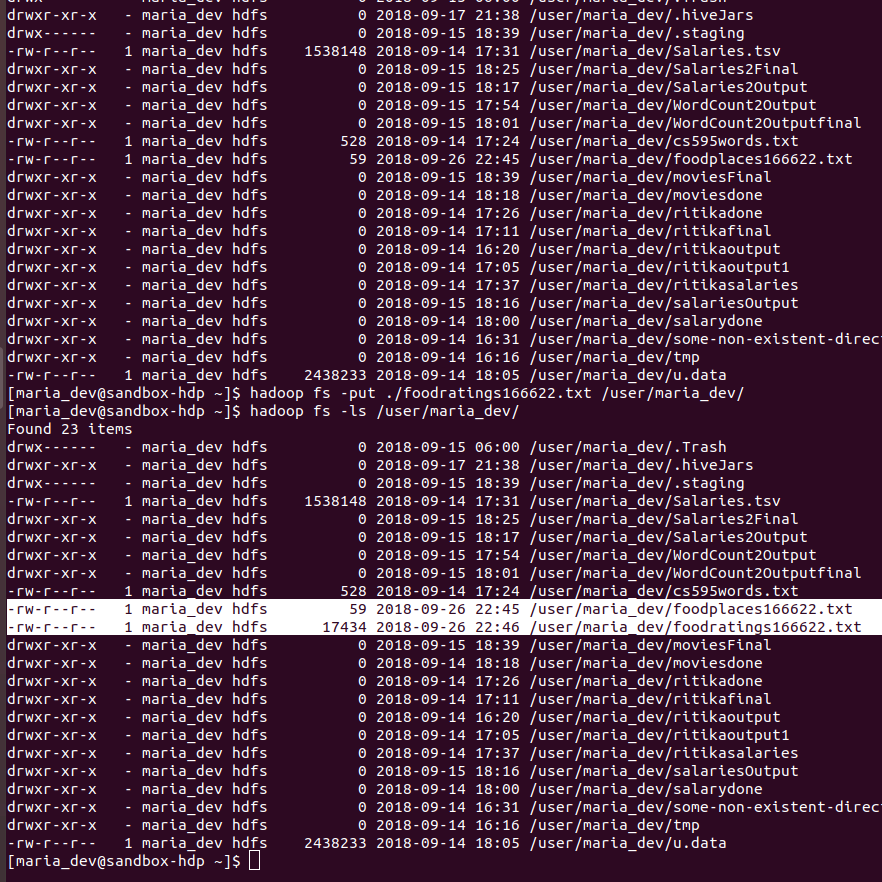 drwx------   - maria_dev hdfs          0 2018-09-15 06:00 /user/maria_dev/.Trash
drwxr-xr-x   - maria_dev hdfs          0 2018-09-17 21:38 /user/maria_dev/.hiveJars
drwx------   - maria_dev hdfs          0 2018-09-15 18:39 /user/maria_dev/.staging
-rw-r--r--   1 maria_dev hdfs    1538148 2018-09-14 17:31 /user/maria_dev/Salaries.tsv
drwxr-xr-x   - maria_dev hdfs          0 2018-09-15 18:25 /user/maria_dev/Salaries2Final
drwxr-xr-x   - maria_dev hdfs          0 2018-09-15 18:17 /user/maria_dev/Salaries2Output
drwxr-xr-x   - maria_dev hdfs          0 2018-09-15 17:54 /user/maria_dev/WordCount2Output
drwxr-xr-x   - maria_dev hdfs          0 2018-09-15 18:01 /user/maria_dev/WordCount2Outputfinal
-rw-r--r--   1 maria_dev hdfs        528 2018-09-14 17:24 /user/maria_dev/cs595words.txt
-rw-r--r--   1 maria_dev hdfs         59 2018-09-26 22:45 /user/maria_dev/foodplaces166622.txt
drwxr-xr-x   - maria_dev hdfs          0 2018-09-15 18:39 /user/maria_dev/moviesFinal
drwxr-xr-x   - maria_dev hdfs          0 2018-09-14 18:18 /user/maria_dev/moviesdone
drwxr-xr-x   - maria_dev hdfs          0 2018-09-14 17:26 /user/maria_dev/ritikadone
drwxr-xr-x   - maria_dev hdfs          0 2018-09-14 17:11 /user/maria_dev/ritikafinal
drwxr-xr-x   - maria_dev hdfs          0 2018-09-14 16:20 /user/maria_dev/ritikaoutput
drwxr-xr-x   - maria_dev hdfs          0 2018-09-14 17:05 /user/maria_dev/ritikaoutput1
drwxr-xr-x   - maria_dev hdfs          0 2018-09-14 17:37 /user/maria_dev/ritikasalaries
drwxr-xr-x   - maria_dev hdfs          0 2018-09-15 18:16 /user/maria_dev/salariesOutput
drwxr-xr-x   - maria_dev hdfs          0 2018-09-14 18:00 /user/maria_dev/salarydone
drwxr-xr-x   - maria_dev hdfs          0 2018-09-14 16:31 /user/maria_dev/some-non-existent-direc
drwxr-xr-x   - maria_dev hdfs          0 2018-09-14 16:16 /user/maria_dev/tmp
-rw-r--r--   1 maria_dev hdfs    2438233 2018-09-14 18:05 /user/maria_dev/u.data
[maria_dev@sandbox-hdp ~]$ hadoop fs -put ./foodratings166622.txt /user/maria_dev/
[maria_dev@sandbox-hdp ~]$ hadoop fs -ls /user/maria_dev/
Found 23 items
drwx------   - maria_dev hdfs          0 2018-09-15 06:00 /user/maria_dev/.Trash
drwxr-xr-x   - maria_dev hdfs          0 2018-09-17 21:38 /user/maria_dev/.hiveJars
drwx------   - maria_dev hdfs          0 2018-09-15 18:39 /user/maria_dev/.staging
-rw-r--r--   1 maria_dev hdfs    1538148 2018-09-14 17:31 /user/maria_dev/Salaries.tsv
drwxr-xr-x   - maria_dev hdfs          0 2018-09-15 18:25 /user/maria_dev/Salaries2Final
drwxr-xr-x   - maria_dev hdfs          0 2018-09-15 18:17 /user/maria_dev/Salaries2Output
drwxr-xr-x   - maria_dev hdfs          0 2018-09-15 17:54 /user/maria_dev/WordCount2Output
drwxr-xr-x   - maria_dev hdfs          0 2018-09-15 18:01 /user/maria_dev/WordCount2Outputfinal
-rw-r--r--   1 maria_dev hdfs        528 2018-09-14 17:24 /user/maria_dev/cs595words.txt
-rw-r--r--   1 maria_dev hdfs         59 2018-09-26 22:45 /user/maria_dev/foodplaces166622.txt
-rw-r--r--   1 maria_dev hdfs      17434 2018-09-26 22:46 /user/maria_dev/foodratings166622.txt
drwxr-xr-x   - maria_dev hdfs          0 2018-09-15 18:39 /user/maria_dev/moviesFinal
drwxr-xr-x   - maria_dev hdfs          0 2018-09-14 18:18 /user/maria_dev/moviesdone
drwxr-xr-x   - maria_dev hdfs          0 2018-09-14 17:26 /user/maria_dev/ritikadone
drwxr-xr-x   - maria_dev hdfs          0 2018-09-14 17:11 /user/maria_dev/ritikafinal
drwxr-xr-x   - maria_dev hdfs          0 2018-09-14 16:20 /user/maria_dev/ritikaoutput
drwxr-xr-x   - maria_dev hdfs          0 2018-09-14 17:05 /user/maria_dev/ritikaoutput1
drwxr-xr-x   - maria_dev hdfs          0 2018-09-14 17:37 /user/maria_dev/ritikasalaries
drwxr-xr-x   - maria_dev hdfs          0 2018-09-15 18:16 /user/maria_dev/salariesOutput
drwxr-xr-x   - maria_dev hdfs          0 2018-09-14 18:00 /user/maria_dev/salarydone
drwxr-xr-x   - maria_dev hdfs          0 2018-09-14 16:31 /user/maria_dev/some-non-existent-direc
drwxr-xr-x   - maria_dev hdfs          0 2018-09-14 16:16 /user/maria_dev/tmp
-rw-r--r--   1 maria_dev hdfs    2438233 2018-09-14 18:05 /user/maria_dev/u.data
[maria_dev@sandbox-hdp ~]$